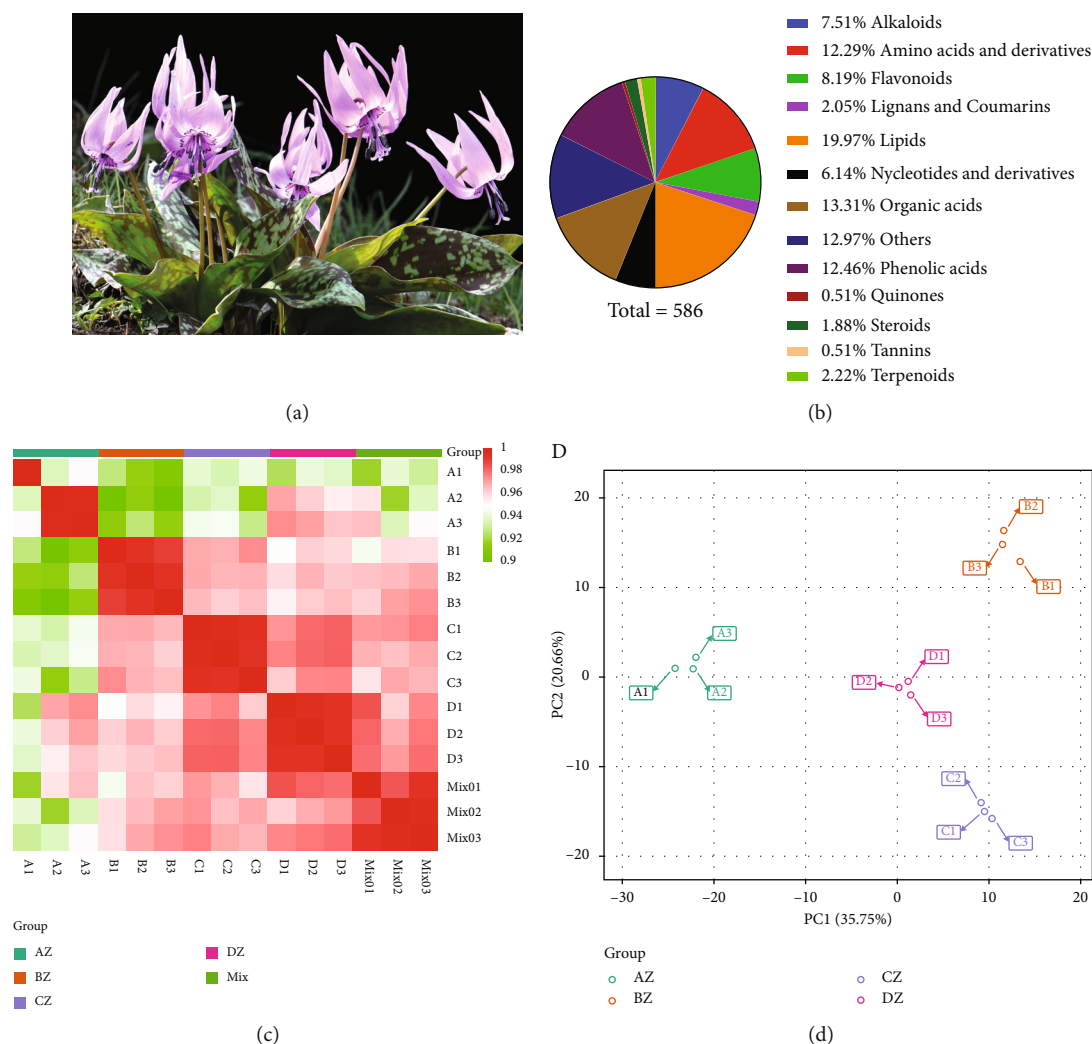 7.51% Alkaloids
12.29% Amino acids and derivatives
8.19% Flavonoids
2.05% Lignans and Coumarins
19.97% Lipids
6.14% Nycleotides and derivatives
13.31% Organic acids
12.97% Others
12.46% Phenolic acids
0.51% Quinones
1.88% Steroids
0.51% Tannins
2.22% Terpenoids
Total = 586
(a)
(b)
Group
A1
A2
A3
B1
B2
B3
C1
C2
C3
D1
D2
D3
Mix01
Mix02
Mix03
1
0.98
0.96
0.94
0.92
0.9
A1 A2 A3 B1 B2 B3 C1 C2 C3 D1 D2 D3 Mix01 Mix02 Mix03
Group
AZ
BZ
CZ
DZ
Mix
(c)
D
PC2 (20.66%)
20
10
0
−10
−20
B2
B3
B1
A3
A1
A2
D1
D2
D3
C2
C1
C3
−30 −20 −10 0 10 20
PC1 (35.75%)
Group
AZ
BZ
CZ
DZ
(d)